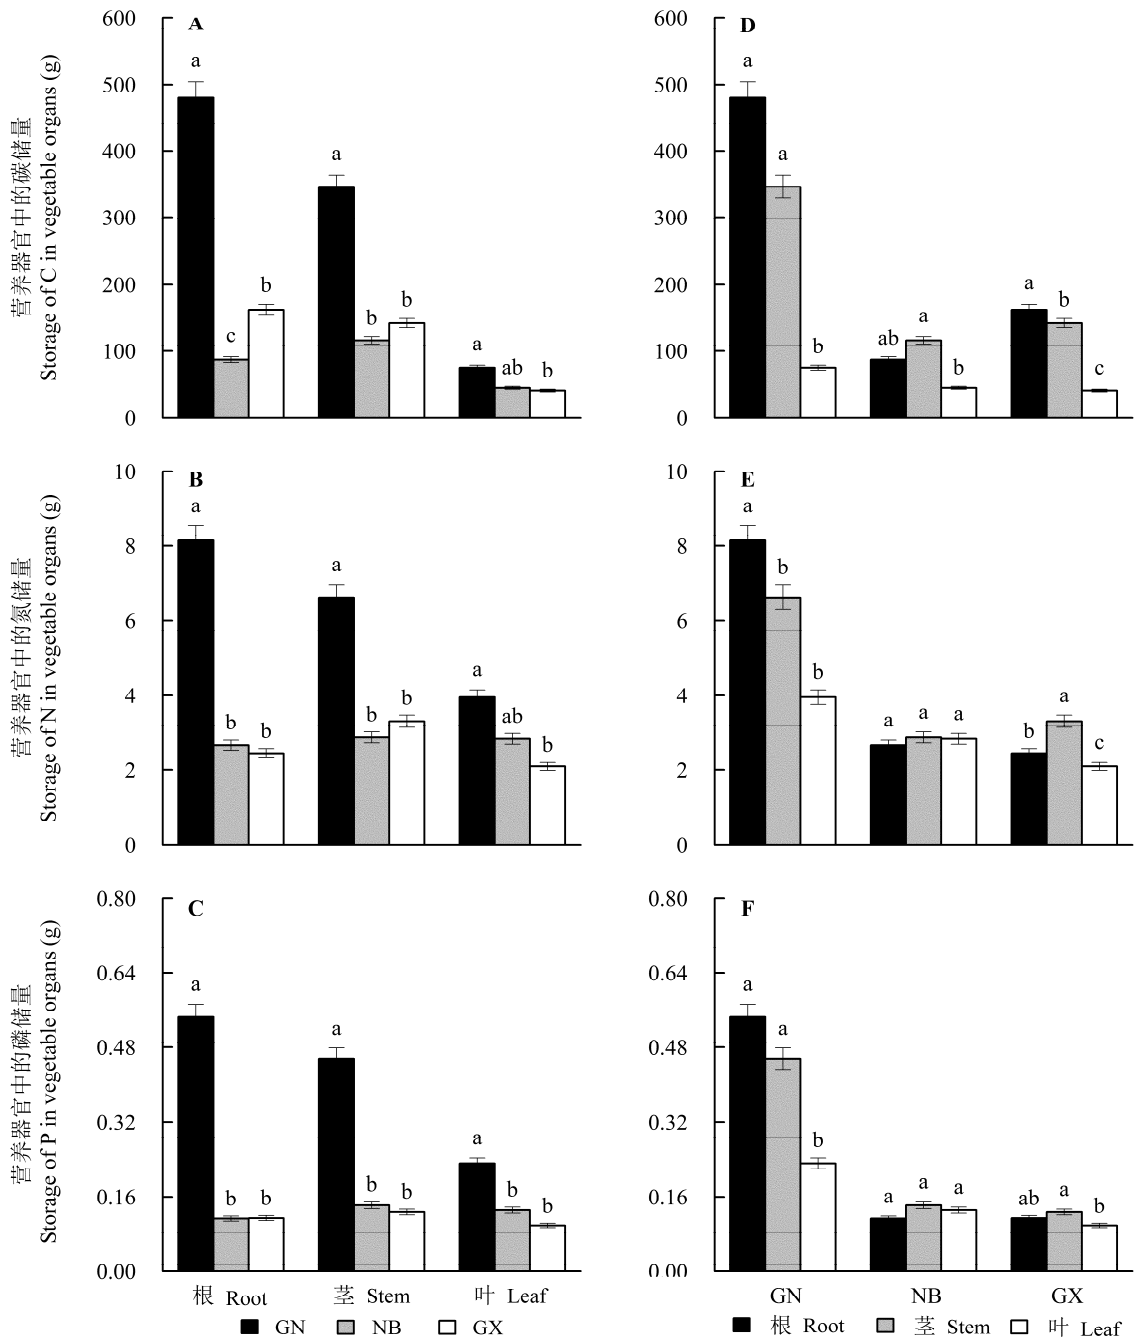 营养器官中的碳储量
Storage of C in vegetable organs (g)
600
500
400
300
200
100
0
A
a
c
b
a
b
b
a
ab
b
600
500
400
300
200
100
0
D
a
a
b
ab
a
b
a
b
c
营养器官中的氮储量
Storage of N in vegetable organs (g)
10
8
6
4
2
0
B
a
b
b
a
b
b
a
ab
b
10
8
6
4
2
0
E
a
b
b
a
a
a
b
a
c
营养器官中的磷储量
Storage of P in vegetable organs (g)
0.80
0.64
0.48
0.32
0.16
0.00
C
a
b
b
a
b
b
a
b
b
根 Root
茎 Stem
叶 Leaf
GN
NB
GX
0.80
0.64
0.48
0.32
0.16
0.00
F
a
a
b
a
a
a
ab
a
b
GN
NB
GX
根 Root
茎 Stem
叶 Leaf